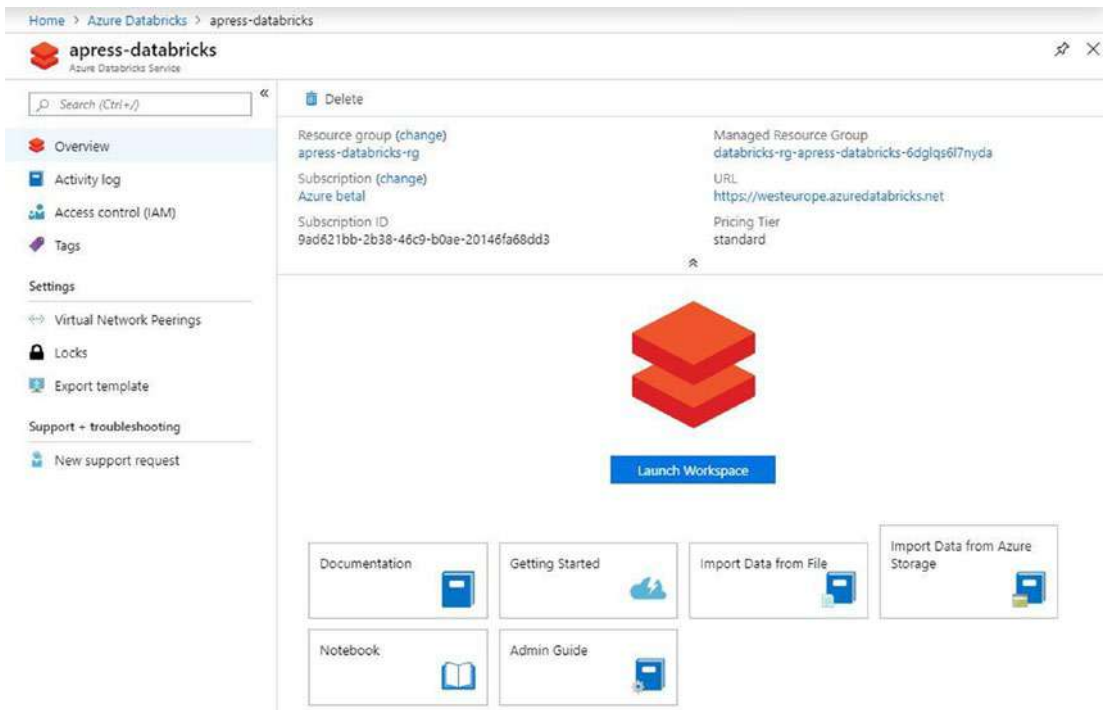 Home > Azure Databricks > apress-databricks
apress-databricks
Azure Databricks Service
Search (Ctrl+/)
«
Overview
Activity log
Access control (IAM)
Tags
Settings
Virtual Network Peerings
Locks
Export template
Support + troubleshooting
New support request
Delete
Resource group (change)
apress-databricks-rg
Subscription (change)
Azure betal
Subscription ID
9ad621bb-2b38-46c9-b0ae-20146fa68dd3
Managed Resource Group
databricks-rg-apress-databricks-6dglqs6l7nyda
URL
https://westeurope.azuredatabricks.net
Pricing Tier
standard
Launch Workspace
Documentation
Getting Started
Import Data from File
Import Data from Azure
Storage
Notebook
Admin Guide